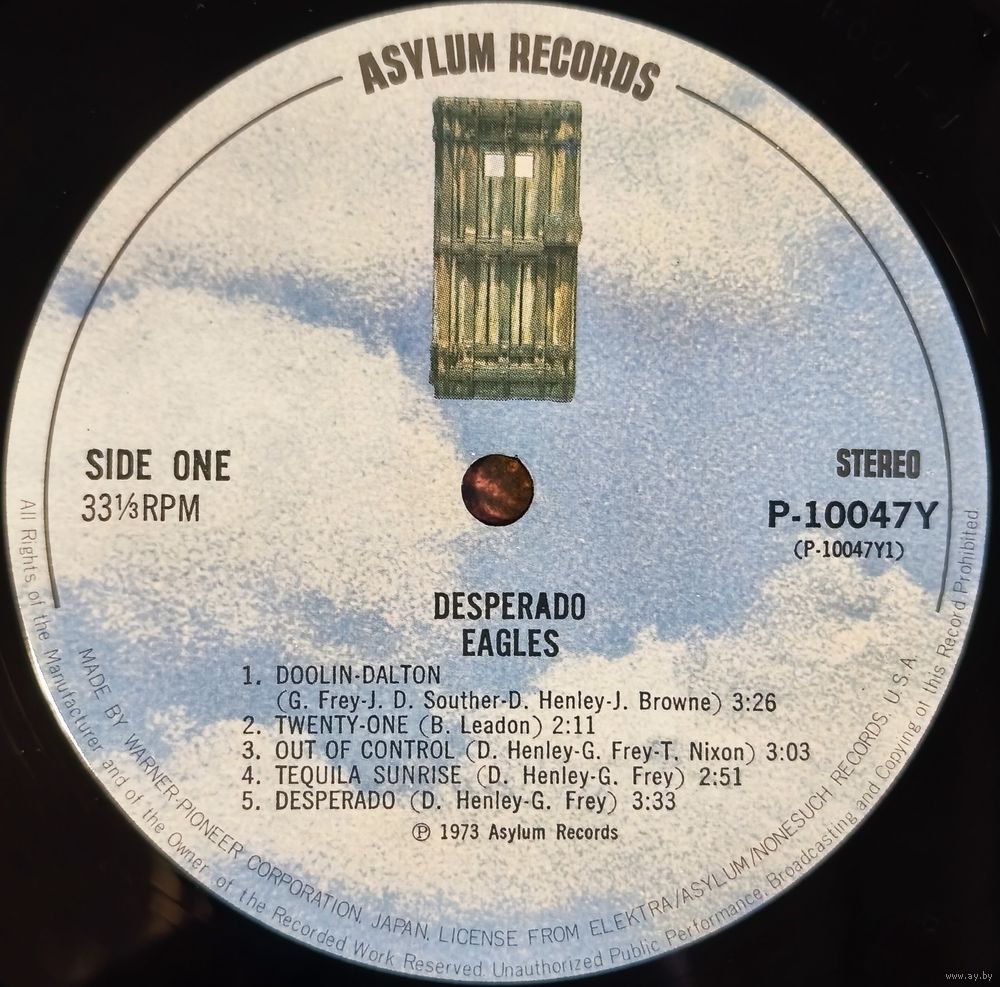 ASYLUM RECORDS
SIDE ONE
33⅓RPM
STEREO
P-10047Y
(P-10047Y1)
DESPERADO
EAGLES
1. DOOLIN-DALTON
(G. Frey-J. D. Souther-D. Henley-J. Browne) 3:26
2. TWENTY-ONE (B. Leadon) 2:11
3. OUT OF CONTROL (D. Henley-G. Frey-T. Nixon) 3:03
4. TEQUILA SUNRISE (D. Henley-G. Frey) 2:51
5. DESPERADO (D. Henley-G. Frey) 3:33
℗ 1973 Asylum Records
MADE BY WARNER-PIONEER CORPORATION, JAPAN. LICENSE FROM ELEKTRA/ASYLUM/NONESUCH RECORDS, U.S.A.
All Rights of the Manufacturer and of the Owner of the Recorded Work Reserved. Unauthorized Public Performance, Broadcasting and Copying of this Record Prohibited
www.ay.by